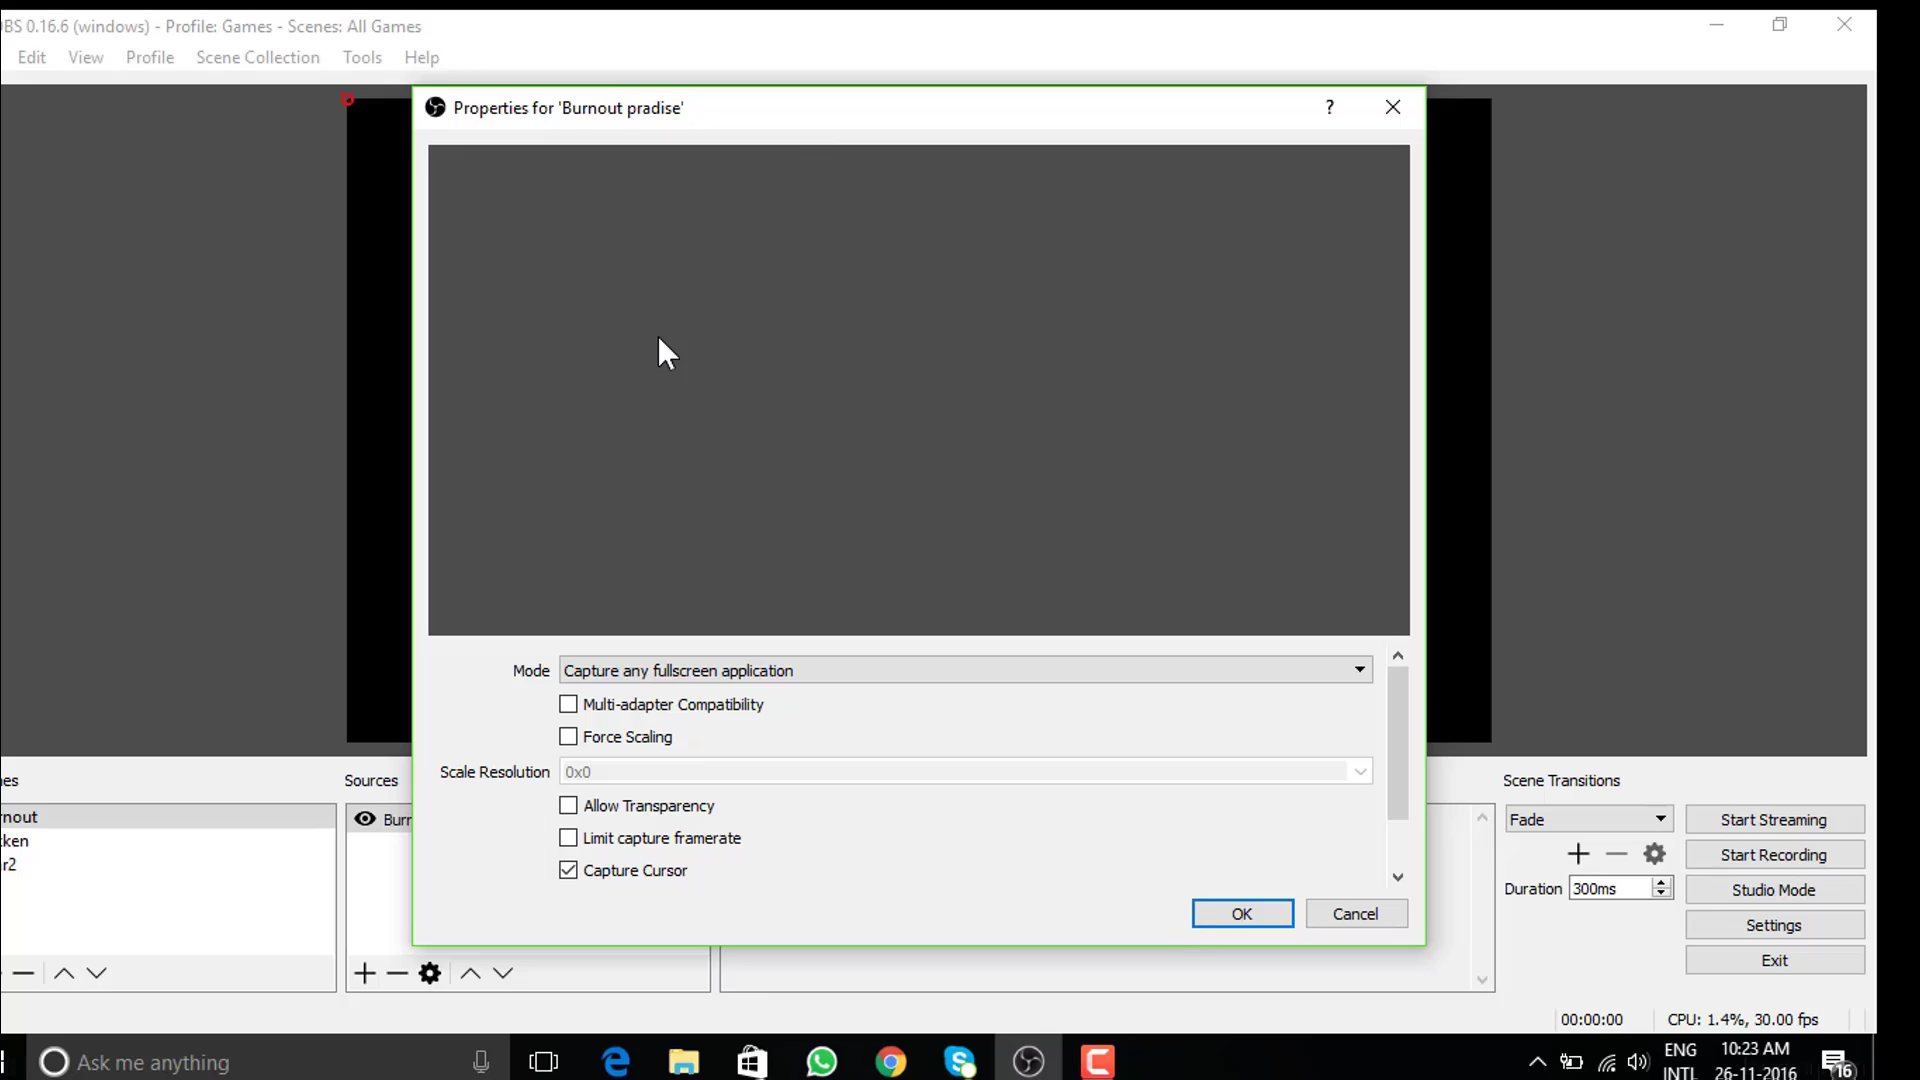 OBS 0.16.6 (windows) - Profile: Games - Scenes: All Games
Edit View Profile Scene Collection Tools Help
Properties for 'Burnout pradise'
?
Mode Capture any fullscreen application
Multi-adapter Compatibility
Force Scaling
Scale Resolution 0x0
Allow Transparency
Limit capture framerate
Capture Cursor
OK Cancel
es
rnout
ken
r2
Sources
Burr
Scene Transitions
Fade
Duration 300ms
Start Streaming
Start Recording
Studio Mode
Settings
Exit
00:00:00 CPU: 1.4%, 30.00 fps
Ask me anything
ENG
INTL
10:23 AM
26-11-2016
16